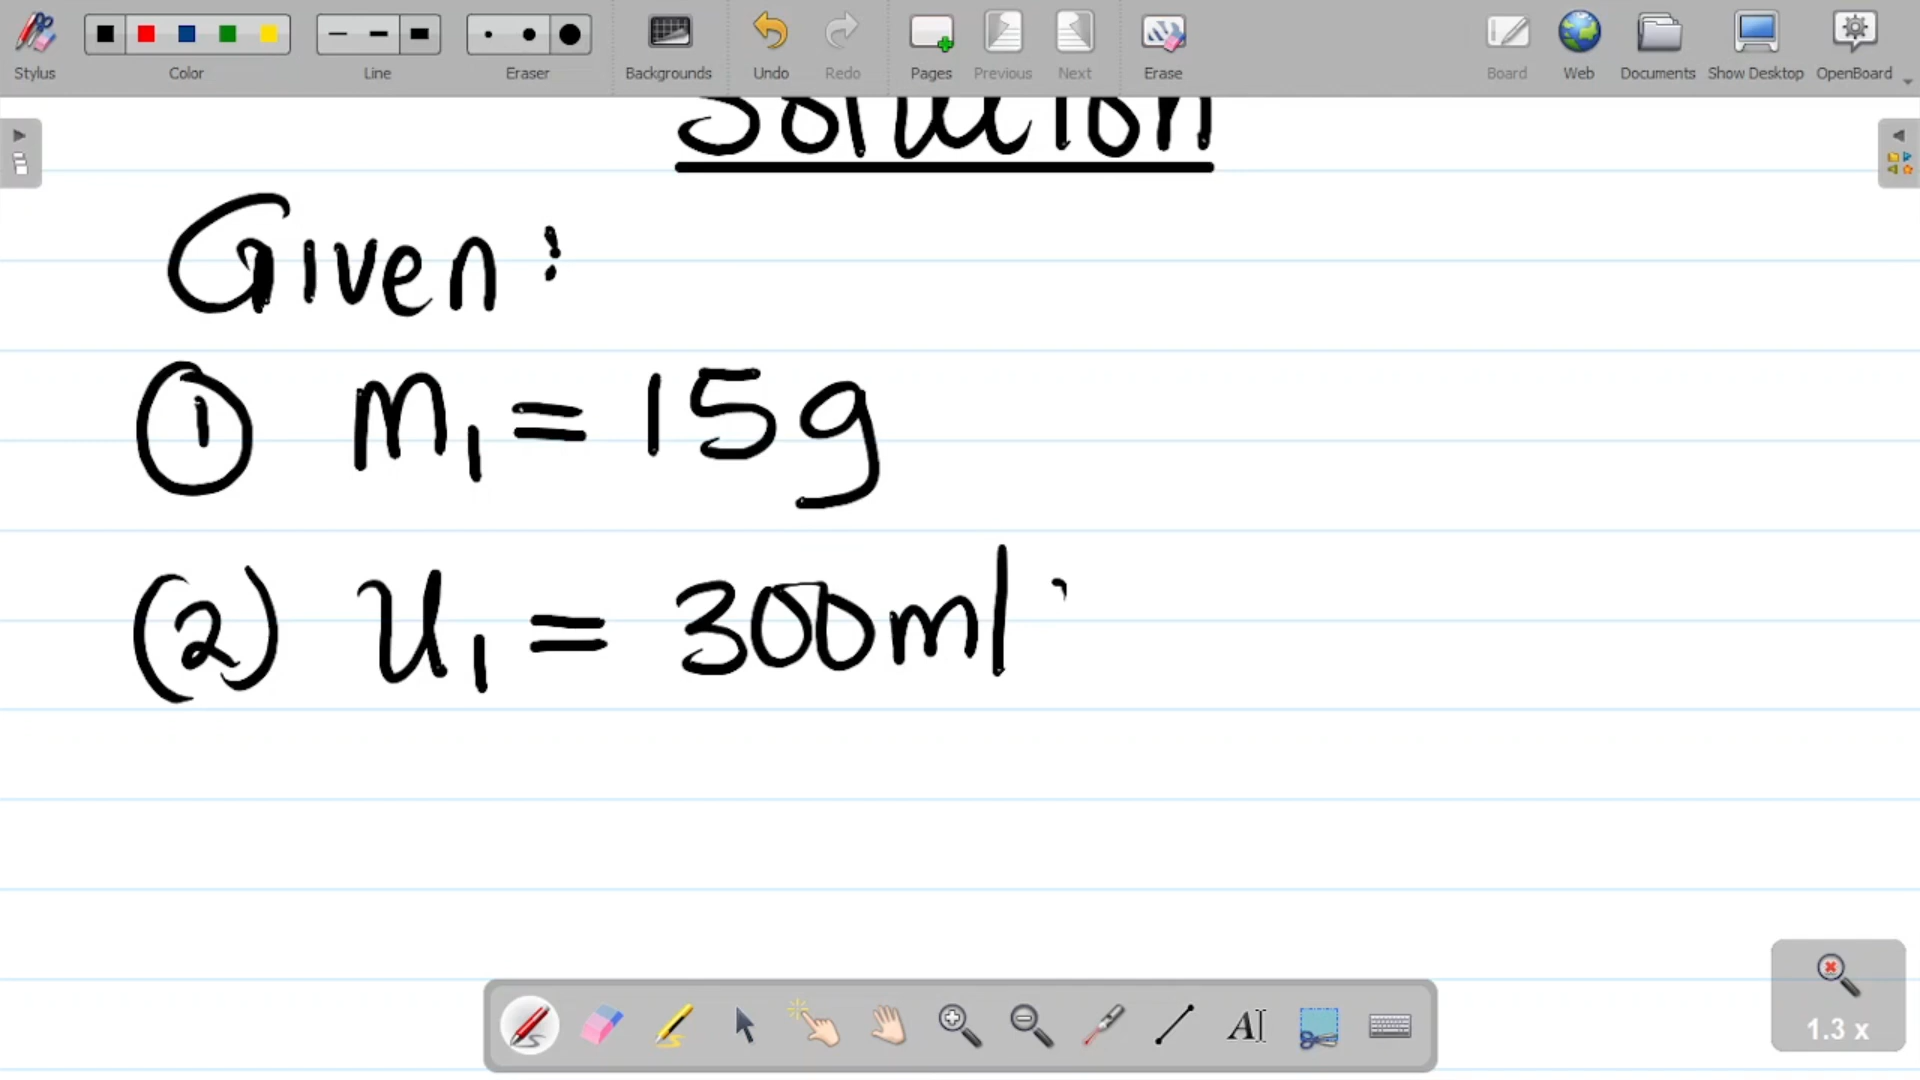 Stylus Color Line Eraser Backgrounds Undo Redo Pages Previous Next Erase Board Web Documents Show Desktop OpenBoard
Solution
Given:
① m₁ = 15g
(2) V₁ = 300ml
1.3 x